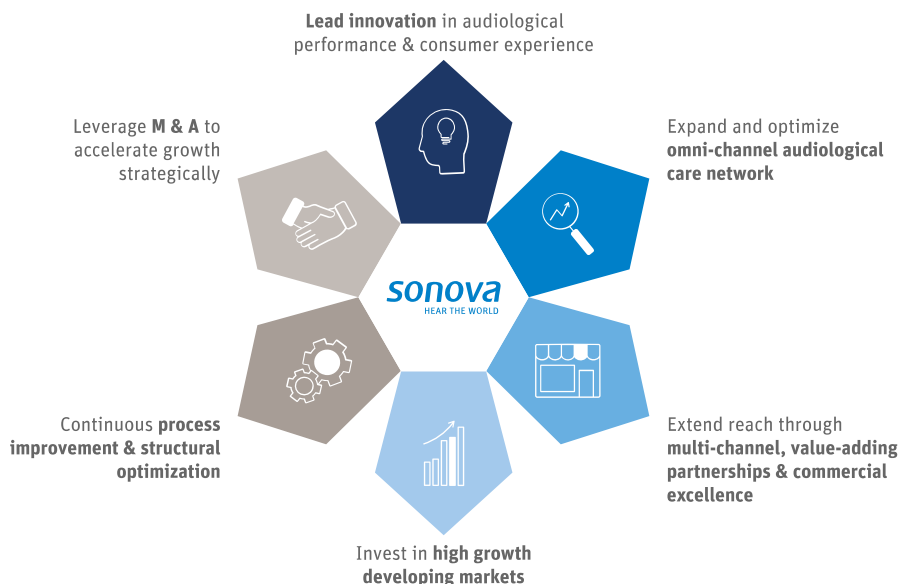 Lead innovation in audiological
performance & consumer experience
Expand and optimize
omni-channel audiological
care network
Extend reach through
multi-channel, value-adding
partnerships & commercial
excellence
Invest in high growth
developing markets
Continuous process
improvement & structural
optimization
Leverage M & A to
accelerate growth
strategically
sonova
HEAR THE WORLD